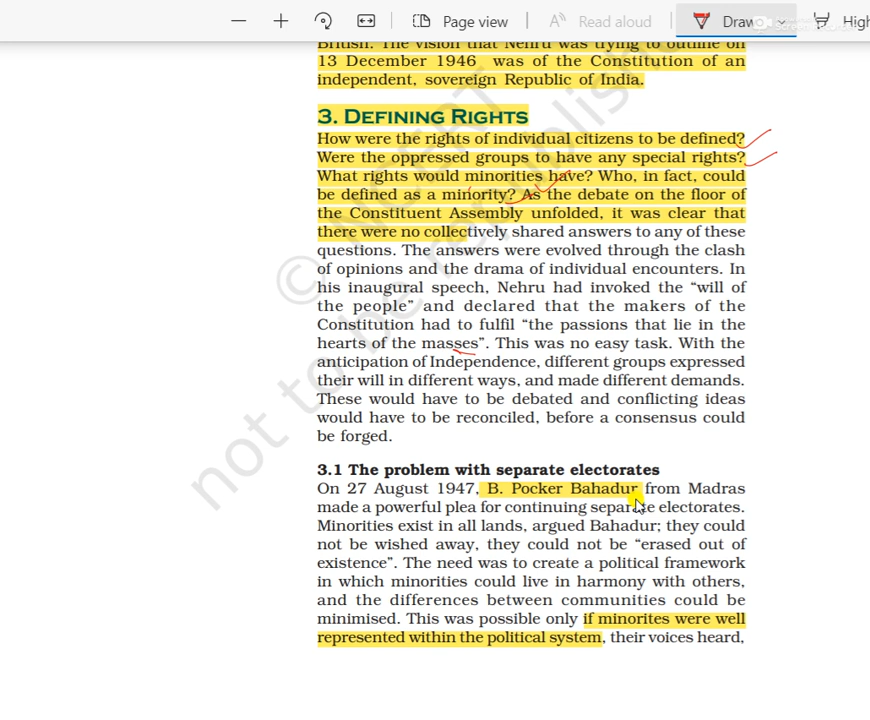 Page view
Read aloud
Draw
High
British. The vision that Nehru was trying to outline on
13 December 1946 was of the Constitution of an
independent, sovereign Republic of India.
3. DEFINING RIGHTS
How were the rights of individual citizens to be defined?
Were the oppressed groups to have any special rights?
What rights would minorities have? Who, in fact, could
be defined as a minority? As the debate on the floor of
the Constituent Assembly unfolded, it was clear that
there were no collectively shared answers to any of these
questions. The answers were evolved through the clash
of opinions and the drama of individual encounters. In
his inaugural speech, Nehru had invoked the “will of
the people” and declared that the makers of the
Constitution had to fulfil “the passions that lie in the
hearts of the masses”. This was no easy task. With the
anticipation of Independence, different groups expressed
their will in different ways, and made different demands.
These would have to be debated and conflicting ideas
would have to be reconciled, before a consensus could
be forged.
3.1 The problem with separate electorates
On 27 August 1947, B. Pocker Bahadur from Madras
made a powerful plea for continuing separate electorates.
Minorities exist in all lands, argued Bahadur; they could
not be wished away, they could not be “erased out of
existence”. The need was to create a political framework
in which minorities could live in harmony with others,
and the differences between communities could be
minimised. This was possible only if minorites were well
represented within the political system, their voices heard,
© NCERT
not to be republished